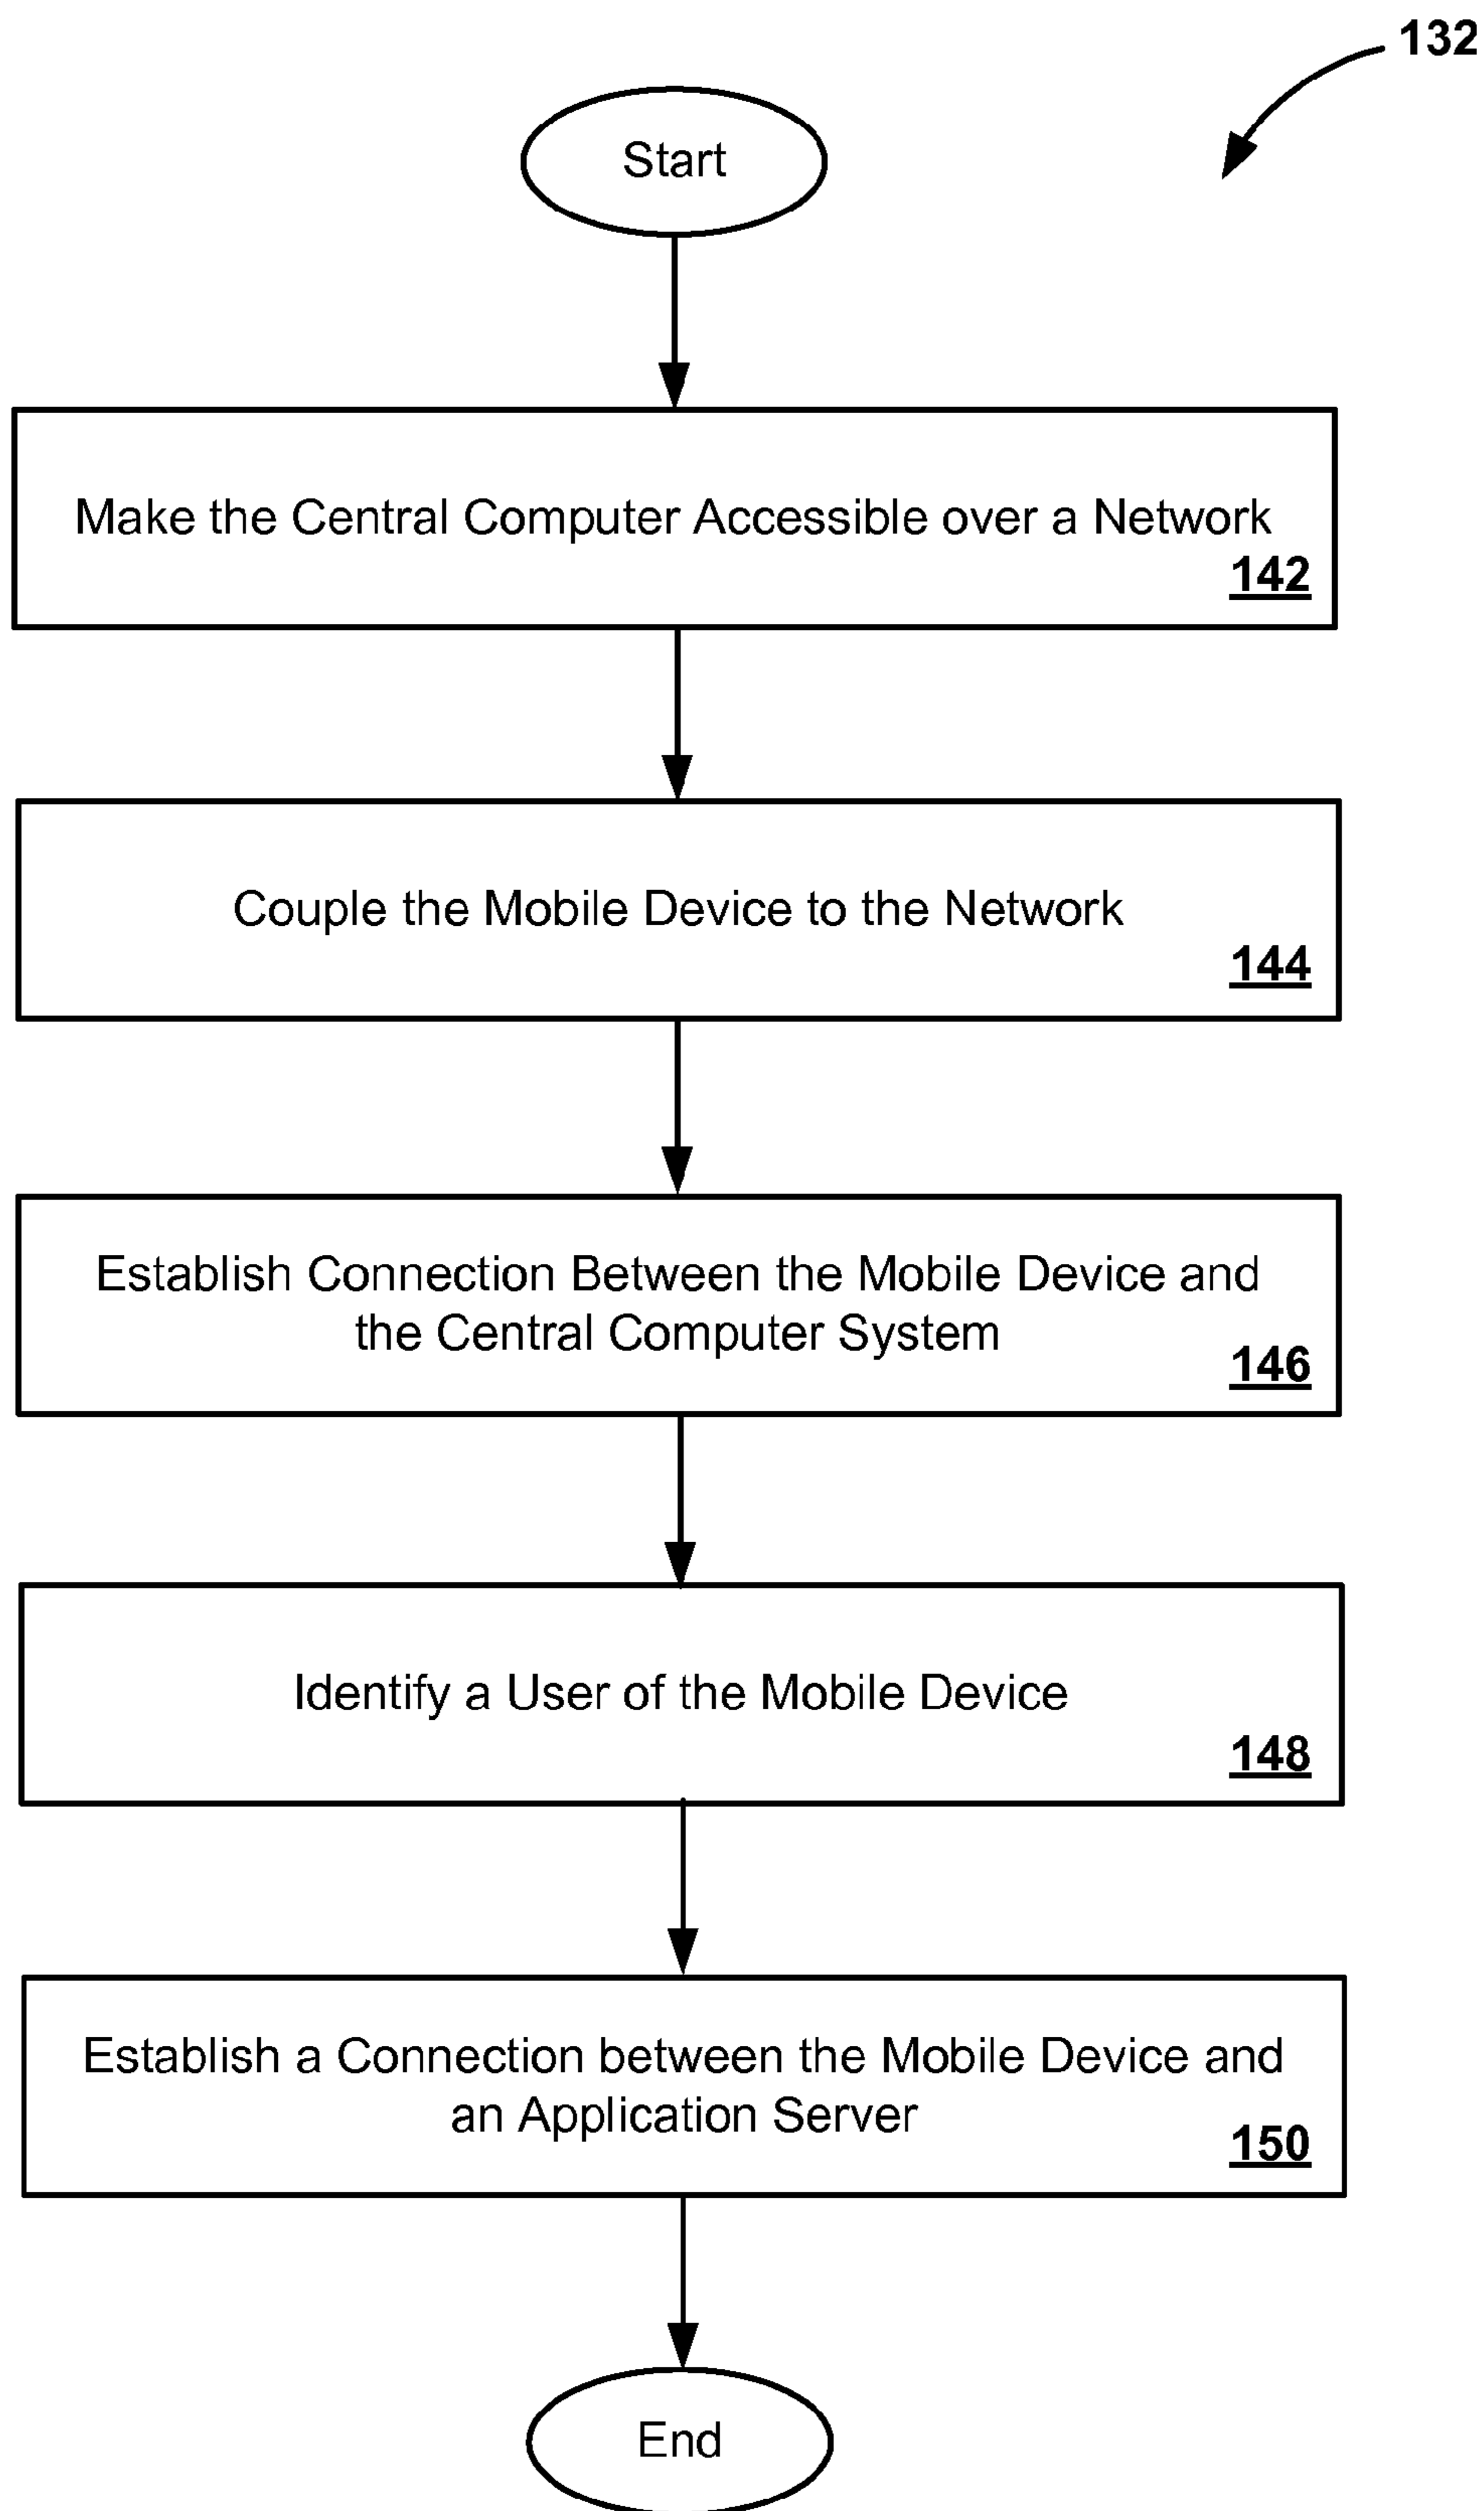 132
Start
Make the Central Computer Accessible over a Network
142
Couple the Mobile Device to the Network
144
Establish Connection Between the Mobile Device and
the Central Computer System
146
Identify a User of the Mobile Device
148
Establish a Connection between the Mobile Device and
an Application Server
150
End